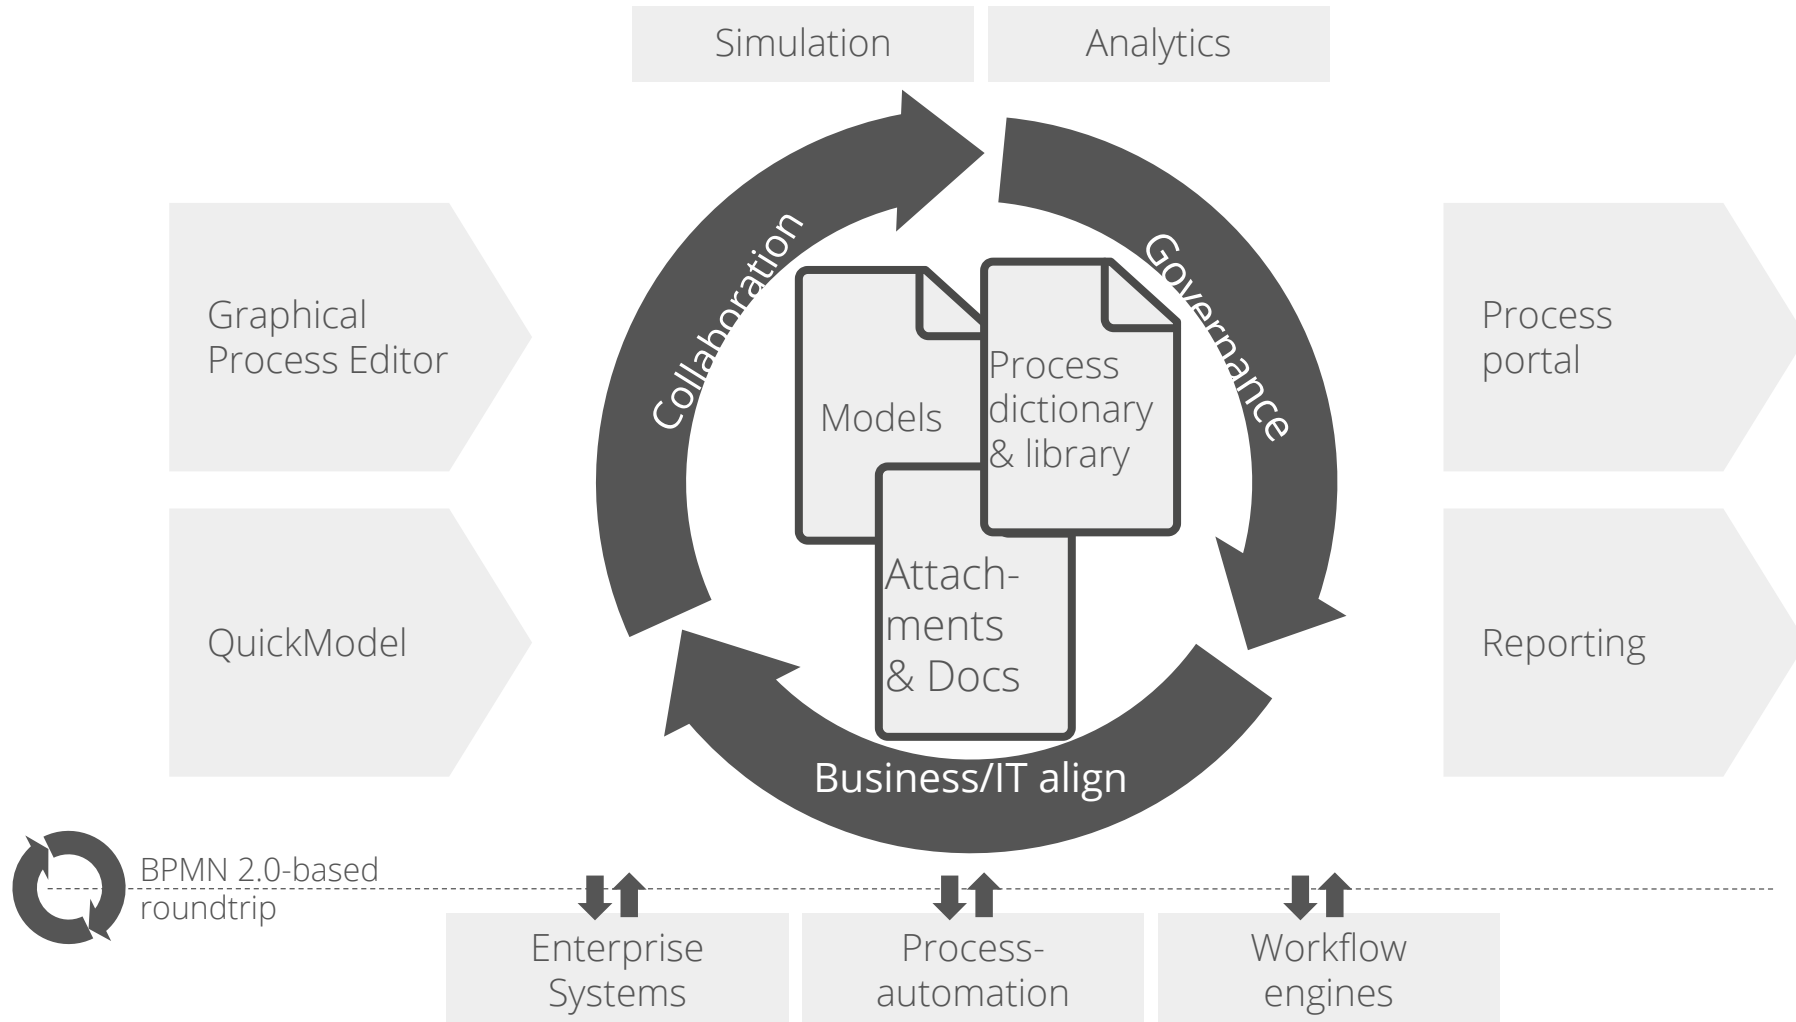 Simulation
Analytics
Collaboration
Governance
Graphical
Process Editor
Models
Process
dictionary
& library
Process
portal
QuickModel
Attach-
ments
& Docs
Reporting
Business/IT align
BPMN 2.0-based
roundtrip
Enterprise
Systems
Process-
automation
Workflow
engines